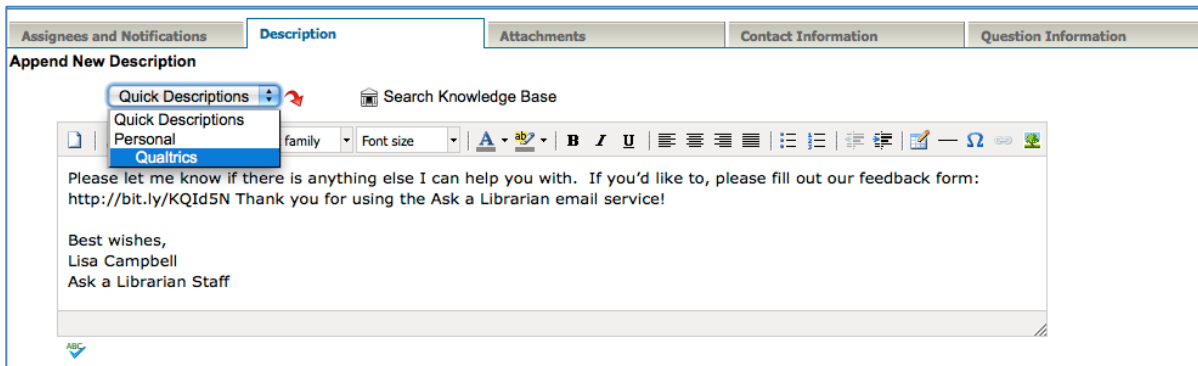 Assignees and Notifications Description Attachments Contact Information Question Information
Append New Description
Quick Descriptions Search Knowledge Base
Quick Descriptions
Personal
Qualtrics
family Font size A ab B I U Ω
Please let me know if there is anything else I can help you with.  If you’d like to, please fill out our feedback form:
http://bit.ly/KQId5N Thank you for using the Ask a Librarian email service!
Best wishes,
Lisa Campbell
Ask a Librarian Staff
ABC